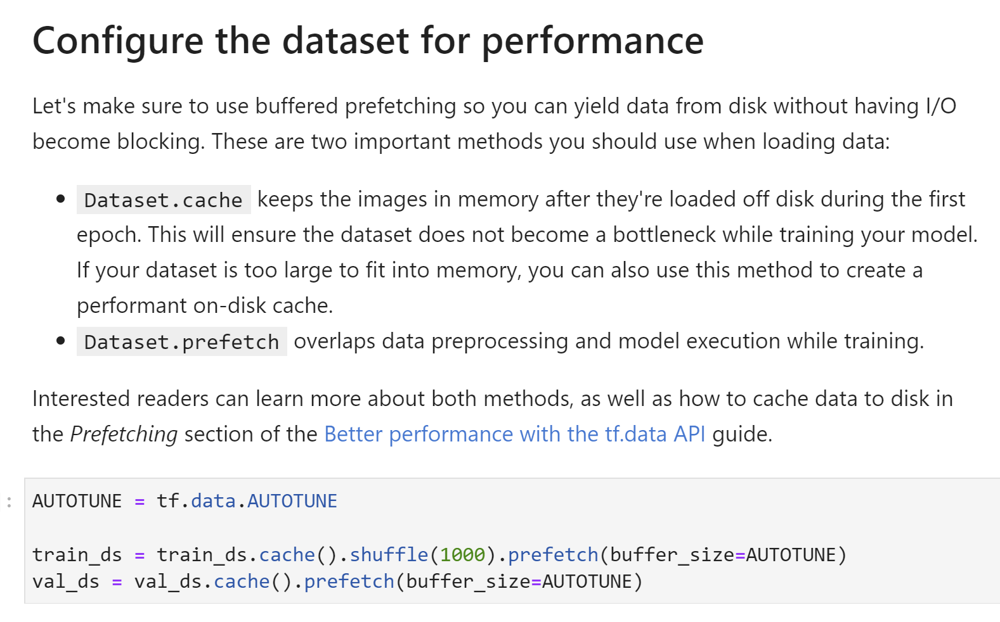 Configure the dataset for performance
Let's make sure to use buffered prefetching so you can yield data from disk without having I/O
become blocking. These are two important methods you should use when loading data:
• Dataset.cache keeps the images in memory after they're loaded off disk during the first
epoch. This will ensure the dataset does not become a bottleneck while training your model.
If your dataset is too large to fit into memory, you can also use this method to create a
performant on-disk cache.
• Dataset.prefetch overlaps data preprocessing and model execution while training.
Interested readers can learn more about both methods, as well as how to cache data to disk in
the Prefetching section of the Better performance with the tf.data API guide.
: AUTOTUNE = tf.data.AUTOTUNE
train_ds = train_ds.cache().shuffle(1000).prefetch(buffer_size=AUTOTUNE)
val_ds = val_ds.cache().prefetch(buffer_size=AUTOTUNE)